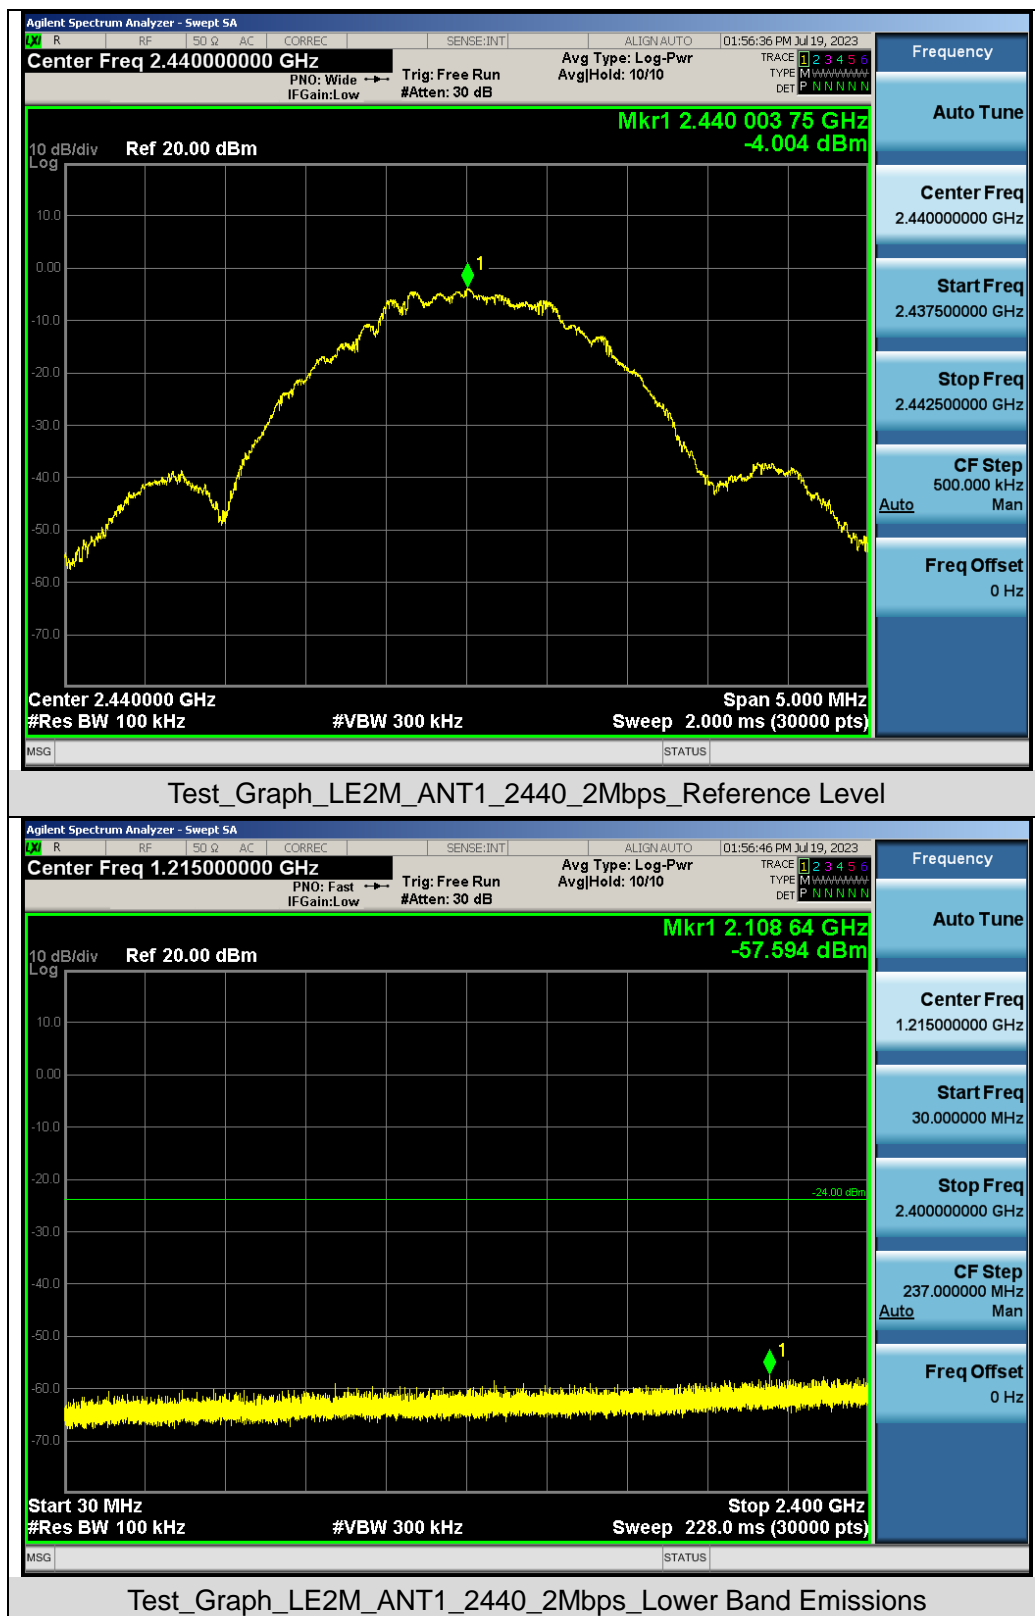 Agilent Spectrum Analyzer - Swept SA
LXI R RF 50 Ω AC CORREC SENSE:INT ALIGN AUTO 01:56:36 PM Jul 19, 2023
Center Freq 2.440000000 GHz
PNO: Wide
IFGain:Low
Trig: Free Run
#Atten: 30 dB
Avg Type: Log-Pwr
Avg|Hold: 10/10
TRACE 1 2 3 4 5 6
TYPE M
DET P N N N N N
Mkr1 2.440 003 75 GHz
-4.004 dBm
10 dB/div Ref 20.00 dBm
Log
10.0
0.00
-10.0
-20.0
-30.0
-40.0
-50.0
-60.0
-70.0
1
Center 2.440000 GHz Span 5.000 MHz
#Res BW 100 kHz #VBW 300 kHz Sweep 2.000 ms (30000 pts)
MSG STATUS
Frequency
Auto Tune
Center Freq
2.440000000 GHz
Start Freq
2.437500000 GHz
Stop Freq
2.442500000 GHz
CF Step
500.000 kHz
Auto Man
Freq Offset
0 Hz
Test_Graph_LE2M_ANT1_2440_2Mbps_Reference Level
Agilent Spectrum Analyzer - Swept SA
LXI R RF 50 Ω AC CORREC SENSE:INT ALIGN AUTO 01:56:46 PM Jul 19, 2023
Center Freq 1.215000000 GHz
PNO: Fast
IFGain:Low
Trig: Free Run
#Atten: 30 dB
Avg Type: Log-Pwr
Avg|Hold: 10/10
TRACE 1 2 3 4 5 6
TYPE M
DET P N N N N N
Mkr1 2.108 64 GHz
-57.594 dBm
10 dB/div Ref 20.00 dBm
Log
10.0
0.00
-10.0
-20.0
-24.00 dBm
-30.0
-40.0
-50.0
-60.0
-70.0
1
Start 30 MHz Stop 2.400 GHz
#Res BW 100 kHz #VBW 300 kHz Sweep 228.0 ms (30000 pts)
MSG STATUS
Frequency
Auto Tune
Center Freq
1.215000000 GHz
Start Freq
30.000000 MHz
Stop Freq
2.400000000 GHz
CF Step
237.000000 MHz
Auto Man
Freq Offset
0 Hz
Test_Graph_LE2M_ANT1_2440_2Mbps_Lower Band Emissions